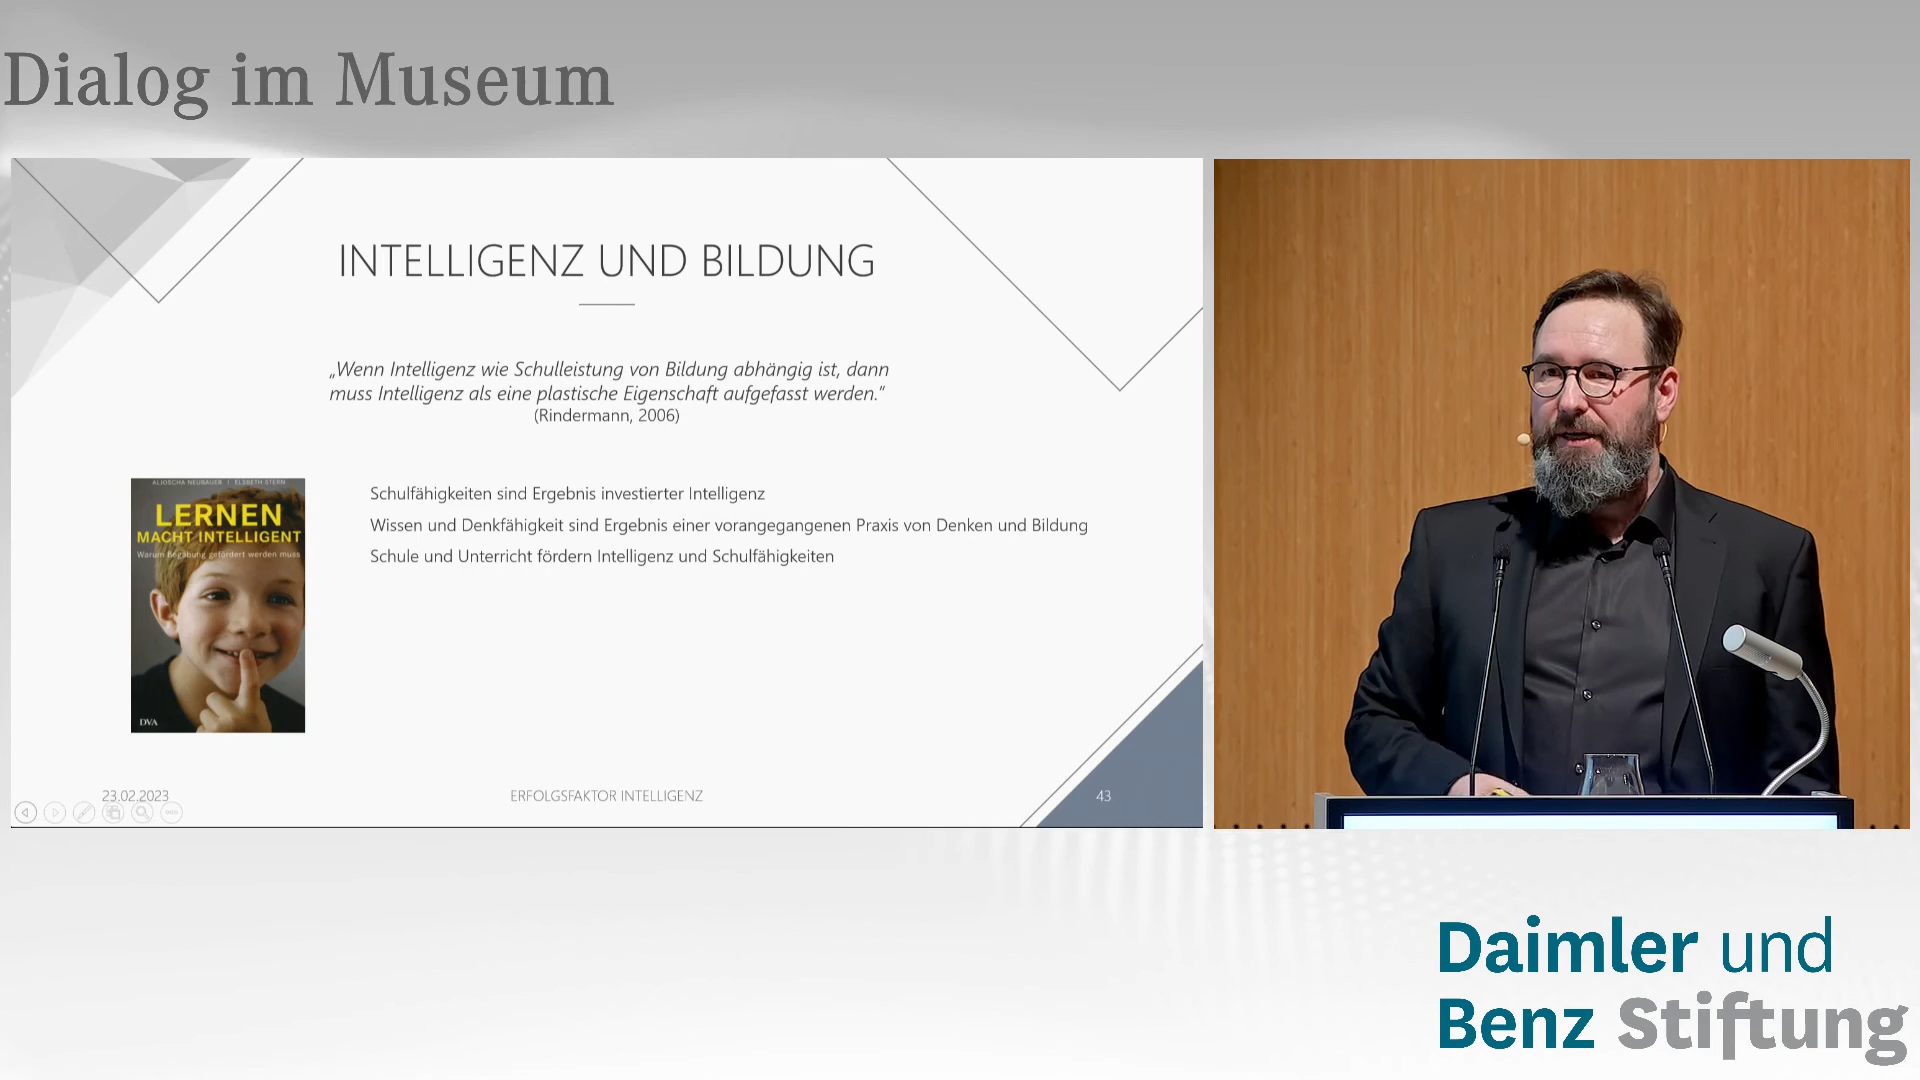 Dialog im Museum
INTELLIGENZ UND BILDUNG
„Wenn Intelligenz wie Schulleistung von Bildung abhängig ist, dann
muss Intelligenz als eine plastische Eigenschaft aufgefasst werden.“
(Rindermann, 2006)
ALJOSCHA NEUBAUER | ELSBETH STERN
LERNEN
MACHT INTELLIGENT
Warum Begabung gefördert werden muss
DVA
Schulfähigkeiten sind Ergebnis investierter Intelligenz
Wissen und Denkfähigkeit sind Ergebnis einer vorangegangenen Praxis von Denken und Bildung
Schule und Unterricht fördern Intelligenz und Schulfähigkeiten
23.02.2023
ERFOLGSFAKTOR INTELLIGENZ
43
Daimler und
Benz Stiftung